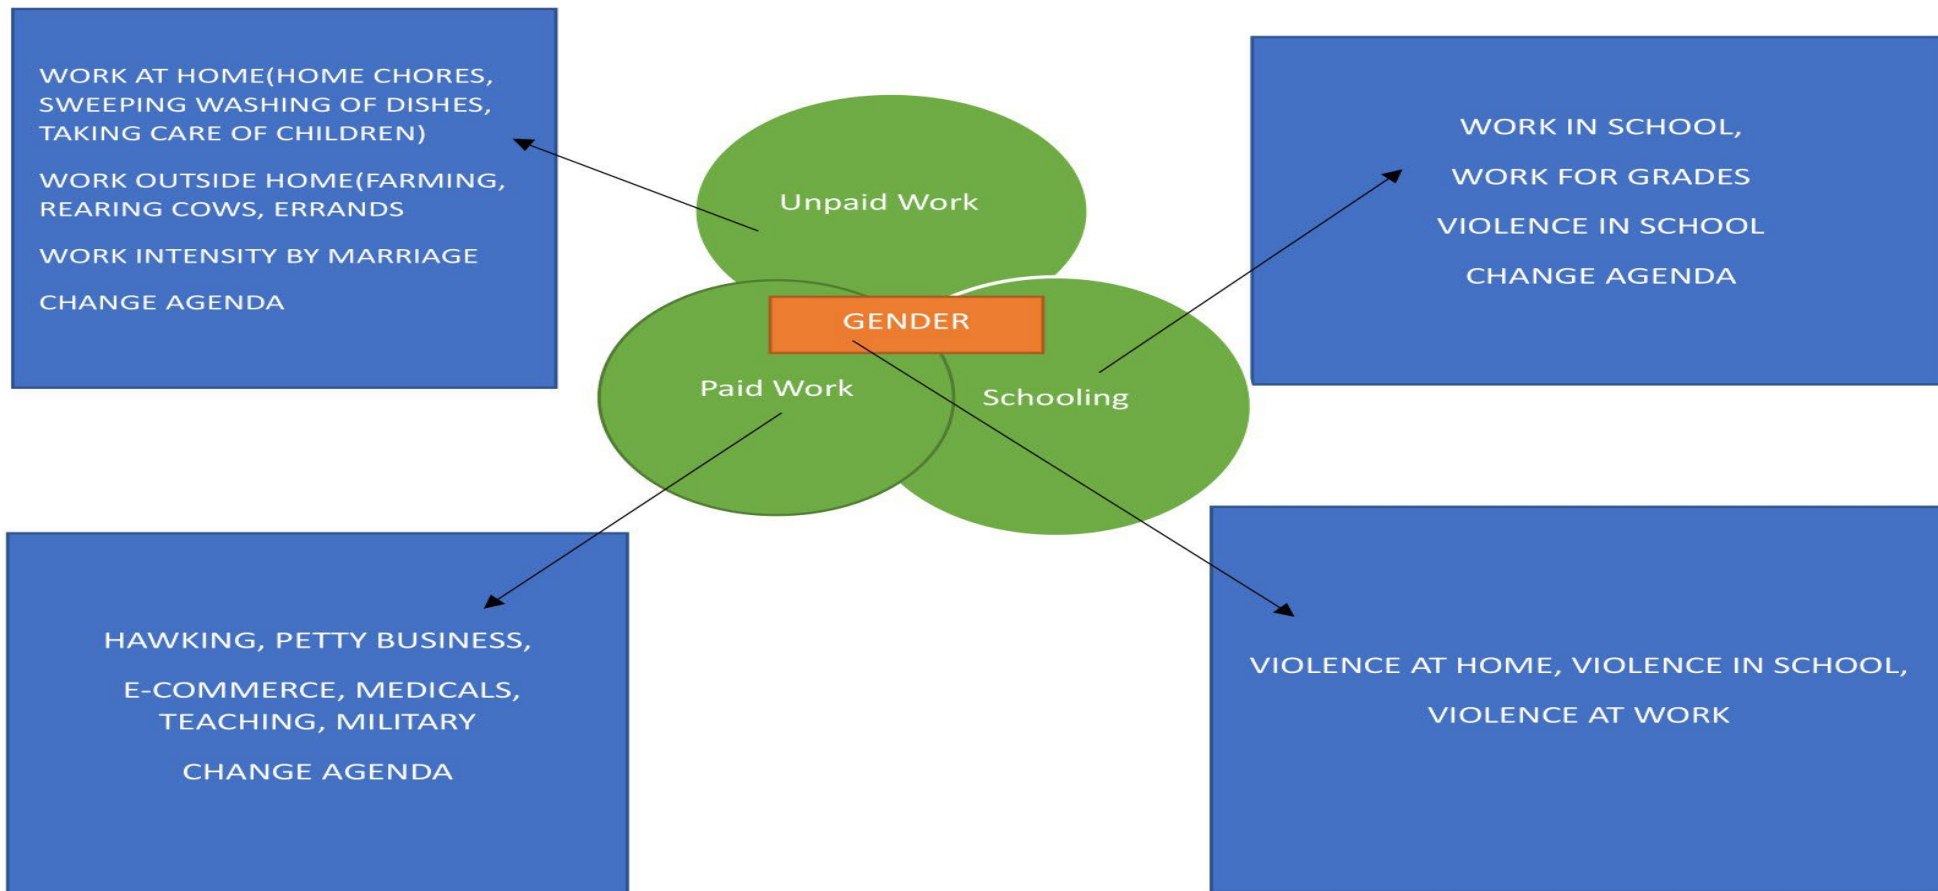 WORK AT HOME(HOME CHORES,
SWEEPING WASHING OF DISHES,
TAKING CARE OF CHILDREN)
WORK OUTSIDE HOME(FARMING,
REARING COWS, ERRANDS
WORK INTENSITY BY MARRIAGE
CHANGE AGENDA
Unpaid Work
WORK IN SCHOOL,
WORK FOR GRADES
VIOLENCE IN SCHOOL
CHANGE AGENDA
GENDER
Paid Work
Schooling
HAWKING, PETTY BUSINESS,
E-COMMERCE, MEDICALS,
TEACHING, MILITARY
CHANGE AGENDA
VIOLENCE AT HOME, VIOLENCE IN SCHOOL,
VIOLENCE AT WORK